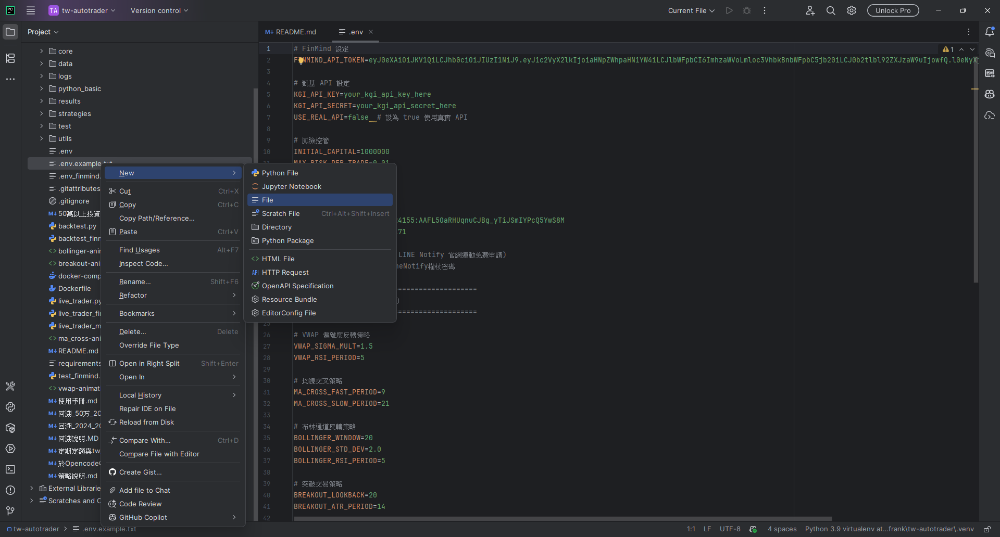 PC
TA tw-autotrader
Version control
Current File
Unlock Pro
Project
README.md
.env
core
data
logs
python_basic
results
strategies
test
utils
.env
.env.example.txt
.env_finmind.
.gitattributes
.gitignore
50萬以上投資
backtest.py
backtest_finn
bollinger-anin
breakout-ani
docker-comp
Dockerfile
live_trader.py
live_trader_fin
live_trader_m
ma_cross-ani
README.md
requirements
test_finmind.
vwap-animat
使用手冊.md
回溯_50万_20
回溯_2024_20
回溯說明.MD
定期定額與tw
於Opencode
策略說明.md
External Librarie
Scratches and C
New
Cut Ctrl+X
Copy Ctrl+C
Copy Path/Reference...
Paste Ctrl+V
Find Usages Alt+F7
Inspect Code...
Rename... Shift+F6
Refactor
Bookmarks
Delete... Delete
Override File Type
Open in Right Split Shift+Enter
Open In
Local History
Repair IDE on File
Reload from Disk
Compare With... Ctrl+D
Compare File with Editor
Create Gist...
Add file to Chat
Code Review
GitHub Copilot
Python File
Jupyter Notebook
File
Scratch File Ctrl+Alt+Shift+Insert
Directory
Python Package
HTML File
API HTTP Request
OpenAPI Specification
Resource Bundle
EditorConfig File
1 # FinMind 設定
2 FINMIND_API_TOKEN=
3
4 # 凱基 API 設定
5 KGI_API_KEY=your_kgi_api_key_here
6 KGI_API_SECRET=your_kgi_api_secret_here
7 USE_REAL_API=false # 設為 true 使用真實 API
8
9 # 風險控管
10 INITIAL_CAPITAL=1000000
11 MAX_RISK_PER_TRADE=0.01
4155:AAFL5OaRHUqnuCJBg_yTiJSmIYPcQ5YwS8M
71
LINE Notify 官網連動免費申請)
neNotify權杖密碼
===================
)
===================
25
26 # VWAP 偏離度反轉策略
27 VWAP_SIGMA_MULT=1.5
28 VWAP_RSI_PERIOD=5
29
30 # 均線交叉策略
31 MA_CROSS_FAST_PERIOD=9
32 MA_CROSS_SLOW_PERIOD=21
33
34 # 布林通道反轉策略
35 BOLLINGER_WINDOW=20
36 BOLLINGER_STD_DEV=2.0
37 BOLLINGER_RSI_PERIOD=5
38
39 # 突破交易策略
40 BREAKOUT_LOOKBACK=20
41 BREAKOUT_ATR_PERIOD=14
42
1
tw-autotrader > .env.example.txt
1:1 LF UTF-8 4 spaces Python 3.9 virtualenv at...frank\tw-autotrader\.venv